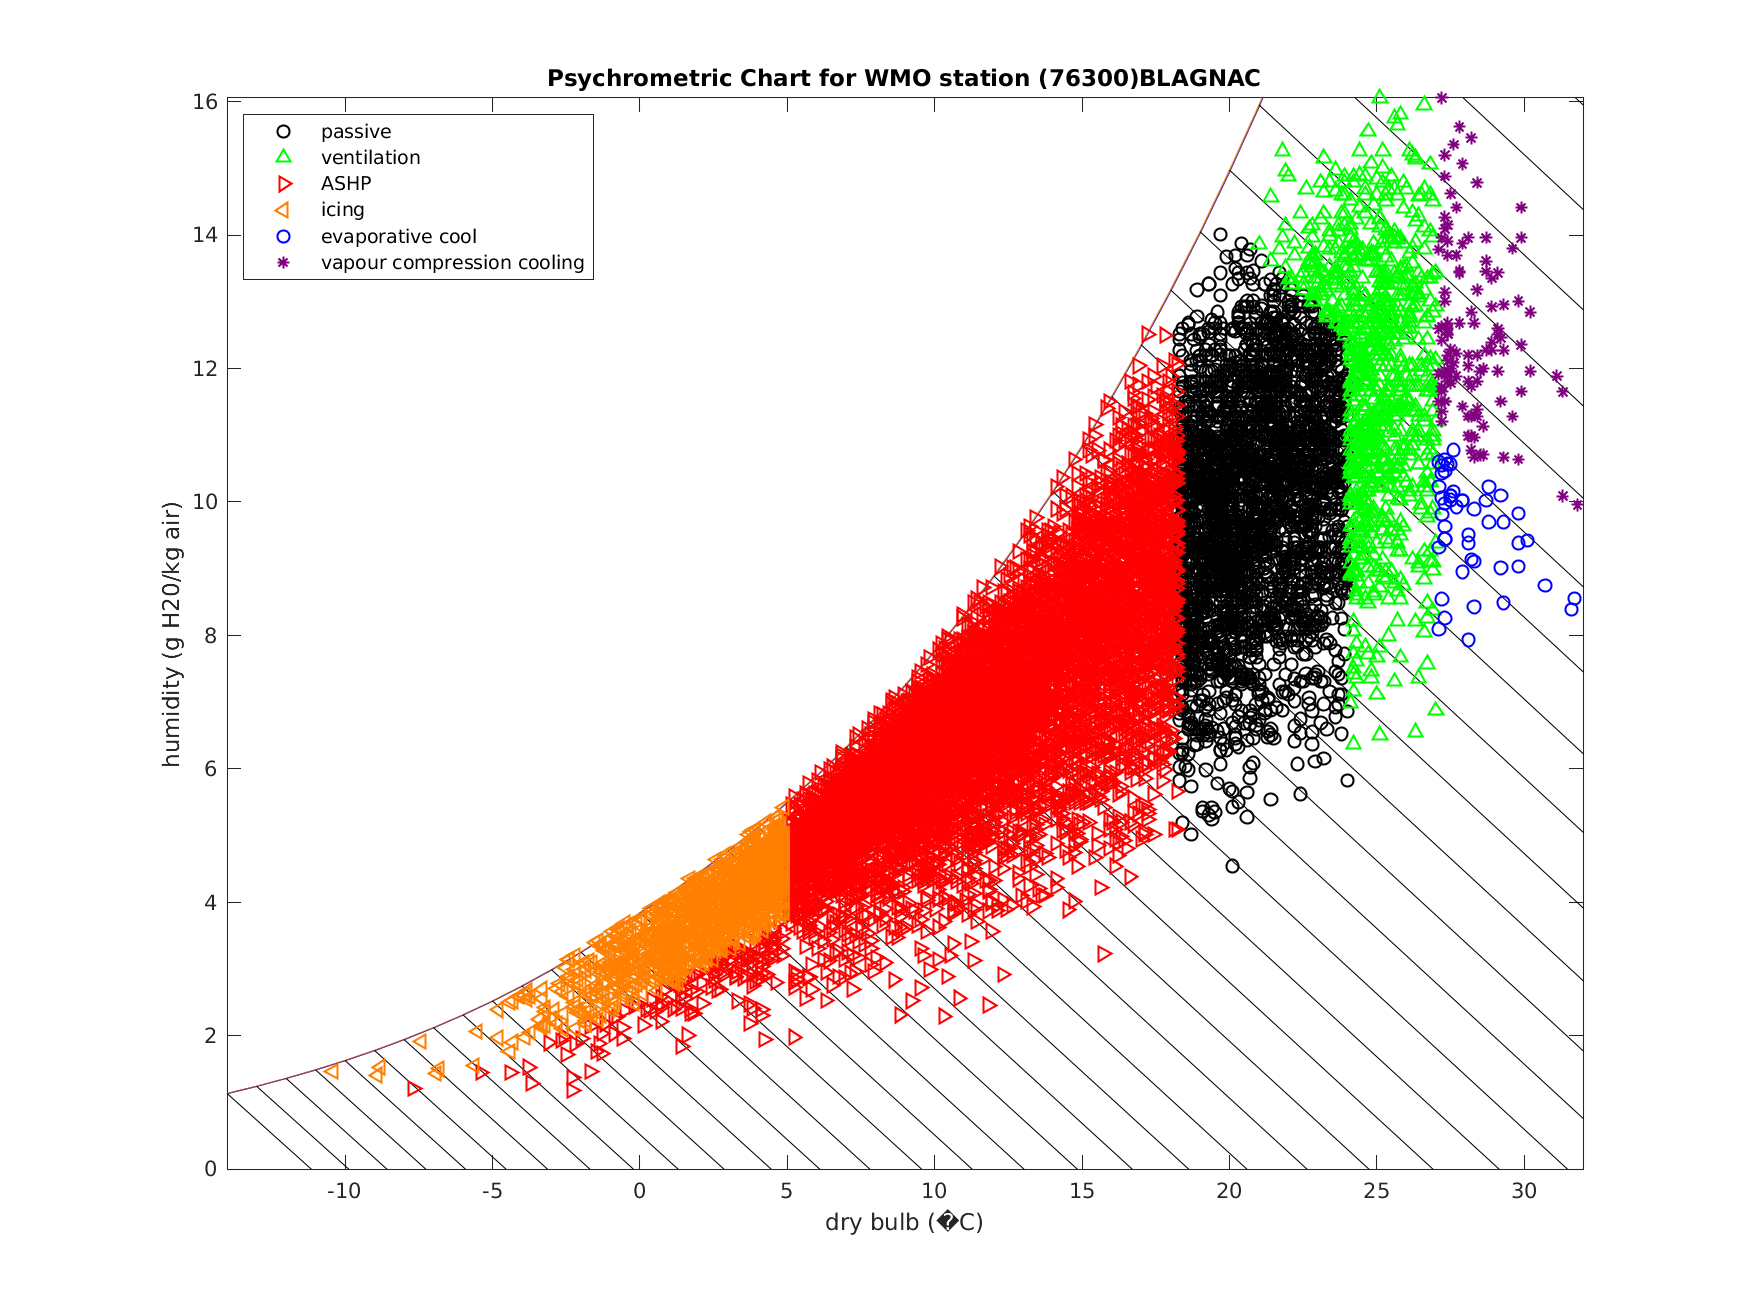 Psychrometric Chart for WMO station (76300)BLAGNAC
passive
ventilation
ASHP
icing
evaporative cool
vapour compression cooling
humidity (g H20/kg air)
16
14
12
10
8
6
4
2
0
-10 -5 0 5 10 15 20 25 30
dry bulb (�C)